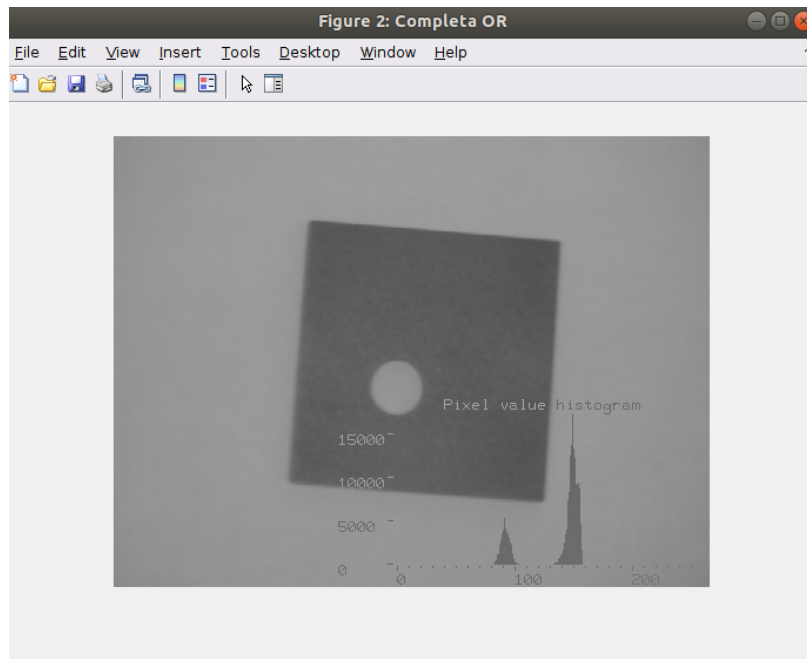 Figure 2: Completa OR
File Edit View Insert Tools Desktop Window Help
Pixel value histogram
15000
10000
5000
0
0 100 200